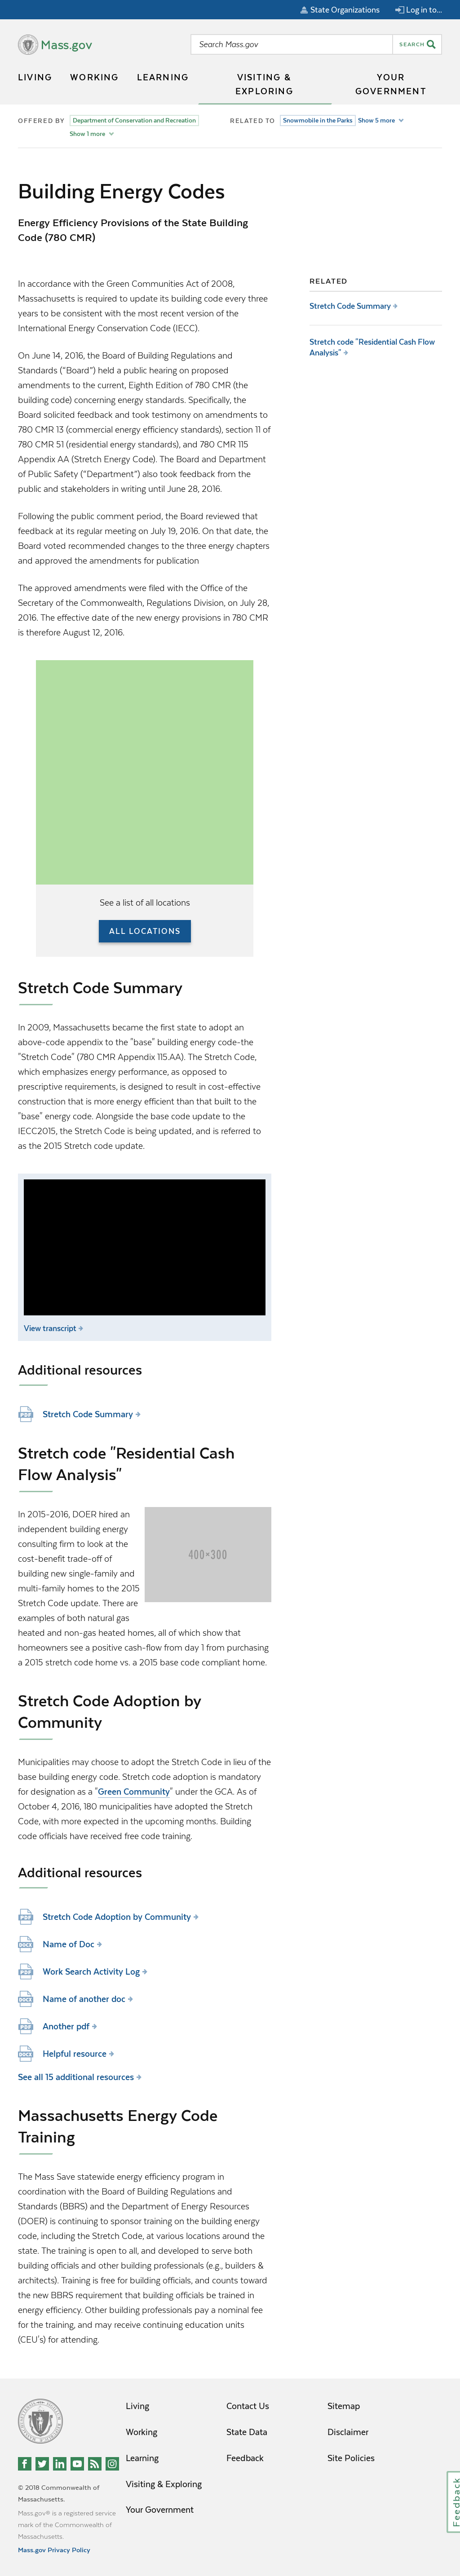 State Organizations
Log in to...
Mass.gov
Search Mass.gov
SEARCH
LIVING
WORKING
LEARNING
VISITING &
EXPLORING
YOUR
GOVERNMENT
OFFERED BY
Department of Conservation and Recreation
Show 1 more
RELATED TO
Snowmobile in the Parks
Show 5 more
Building Energy Codes
Energy Efficiency Provisions of the State Building
Code (780 CMR)
In accordance with the Green Communities Act of 2008,
Massachusetts is required to update its building code every three
years to be consistent with the most recent version of the
International Energy Conservation Code (IECC).
On June 14, 2016, the Board of Building Regulations and
Standards ("Board") held a public hearing on proposed
amendments to the current, Eighth Edition of 780 CMR (the
building code) concerning energy standards. Specifically, the
Board solicited feedback and took testimony on amendments to
780 CMR 13 (commercial energy efficiency standards), section 11 of
780 CMR 51 (residential energy standards), and 780 CMR 115
Appendix AA (Stretch Energy Code). The Board and Department
of Public Safety ("Department") also took feedback from the
public and stakeholders in writing until June 28, 2016.
Following the public comment period, the Board reviewed that
feedback at its regular meeting on July 19, 2016. On that date, the
Board voted recommended changes to the three energy chapters
and approved the amendments for publication
The approved amendments were filed with the Office of the
Secretary of the Commonwealth, Regulations Division, on July 28,
2016. The effective date of the new energy provisions in 780 CMR
is therefore August 12, 2016.
RELATED
Stretch Code Summary
Stretch code "Residential Cash Flow
Analysis"
See a list of all locations
ALL LOCATIONS
Stretch Code Summary
In 2009, Massachusetts became the first state to adopt an
above-code appendix to the "base" building energy code-the
"Stretch Code" (780 CMR Appendix 115.AA). The Stretch Code,
which emphasizes energy performance, as opposed to
prescriptive requirements, is designed to result in cost-effective
construction that is more energy efficient than that built to the
"base" energy code. Alongside the base code update to the
IECC2015, the Stretch Code is being updated, and is referred to
as the 2015 Stretch code update.
View transcript
Additional resources
PDF
Stretch Code Summary
Stretch code "Residential Cash
Flow Analysis"
In 2015-2016, DOER hired an
independent building energy
consulting firm to look at the
cost-benefit trade-off of
building new single-family and
multi-family homes to the 2015
Stretch Code update. There are
examples of both natural gas
heated and non-gas heated homes, all of which show that
homeowners see a positive cash-flow from day 1 from purchasing
a 2015 stretch code home vs. a 2015 base code compliant home.
400×300
Stretch Code Adoption by
Community
Municipalities may choose to adopt the Stretch Code in lieu of the
base building energy code. Stretch code adoption is mandatory
for designation as a "Green Community" under the GCA. As of
October 4, 2016, 180 municipalities have adopted the Stretch
Code, with more expected in the upcoming months. Building
code officials have received free code training.
Additional resources
PDF
Stretch Code Adoption by Community
DOCX
Name of Doc
PDF
Work Search Activity Log
DOCX
Name of another doc
PDF
Another pdf
DOCX
Helpful resource
See all 15 additional resources
Massachusetts Energy Code
Training
The Mass Save statewide energy efficiency program in
coordination with the Board of Building Regulations and
Standards (BBRS) and the Department of Energy Resources
(DOER) is continuing to sponsor training on the building energy
code, including the Stretch Code, at various locations around the
state. The training is open to all, and developed to serve both
building officials and other building professionals (e.g., builders &
architects). Training is free for building officials, and counts toward
the new BBRS requirement that building officials be trained in
energy efficiency. Other building professionals pay a nominal fee
for the training, and may receive continuing education units
(CEU's) for attending.
Living
Working
Learning
Visiting & Exploring
Your Government
Contact Us
State Data
Feedback
Sitemap
Disclaimer
Site Policies
© 2018 Commonwealth of
Massachusetts.
Mass.gov® is a registered service
mark of the Commonwealth of
Massachusetts.
Mass.gov Privacy Policy
Feedback